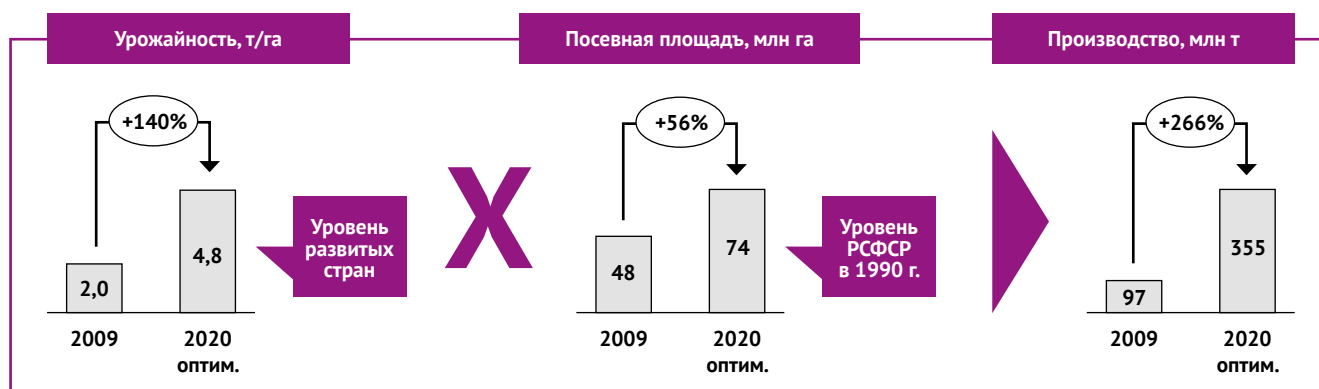 Урожайность, т/га
+140%
2,0
4,8
2009
2020
оптим.
Уровень
развитых
стран
X
Посевная площадъ, млн га
+56%
48
74
2009
2020
оптим.
Уровень
РСФСР
в 1990 г.
Производство, млн т
+266%
97
355
2009
2020
оптим.